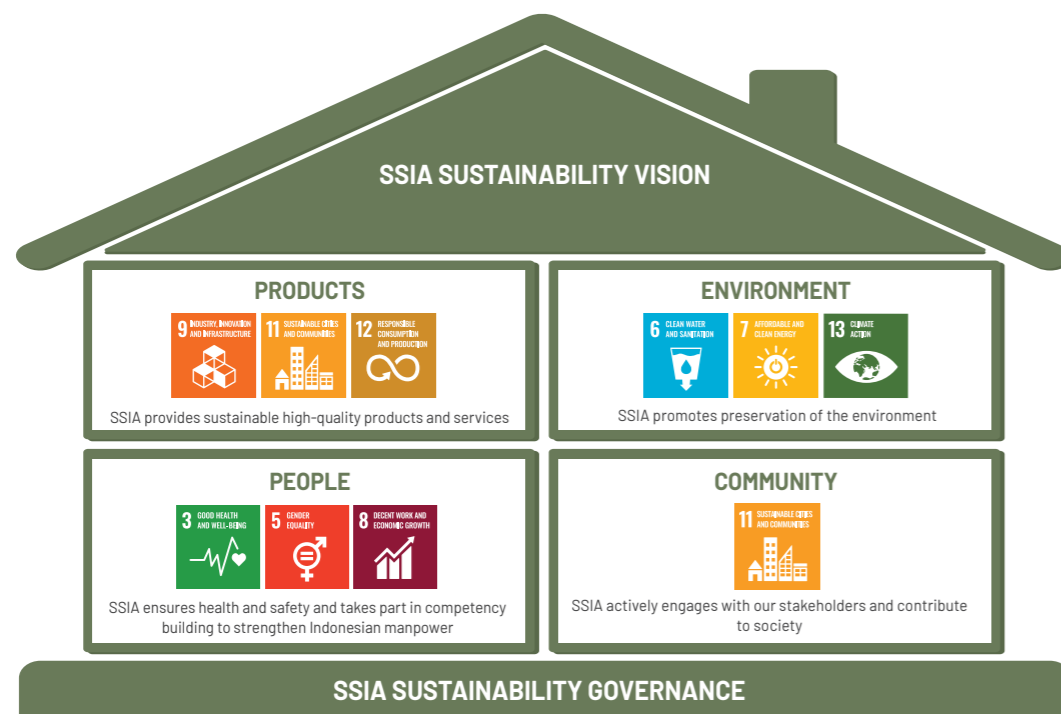 SSIA SUSTAINABILITY VISION
PRODUCTS
9 INDUSTRY, INNOVATION
AND INFRASTRUCTURE
11 SUSTAINABLE CITIES
AND COMMUNITIES
12 RESPONSIBLE
CONSUMPTION
AND PRODUCTION
SSIA provides sustainable high-quality products and services
ENVIRONMENT
6 CLEAN WATER
AND SANITATION
7 AFFORDABLE AND
CLEAN ENERGY
13 CLIMATE
ACTION
SSIA promotes preservation of the environment
PEOPLE
3 GOOD HEALTH
AND WELL-BEING
5 GENDER
EQUALITY
8 DECENT WORK AND
ECONOMIC GROWTH
SSIA ensures health and safety and takes part in competency
building to strengthen Indonesian manpower
COMMUNITY
11 SUSTAINABLE CITIES
AND COMMUNITIES
SSIA actively engages with our stakeholders and contribute
to society
SSIA SUSTAINABILITY GOVERNANCE